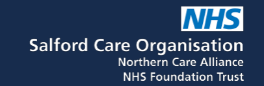 NHS
Salford Care Organisation
Northern Care Alliance
NHS Foundation Trust